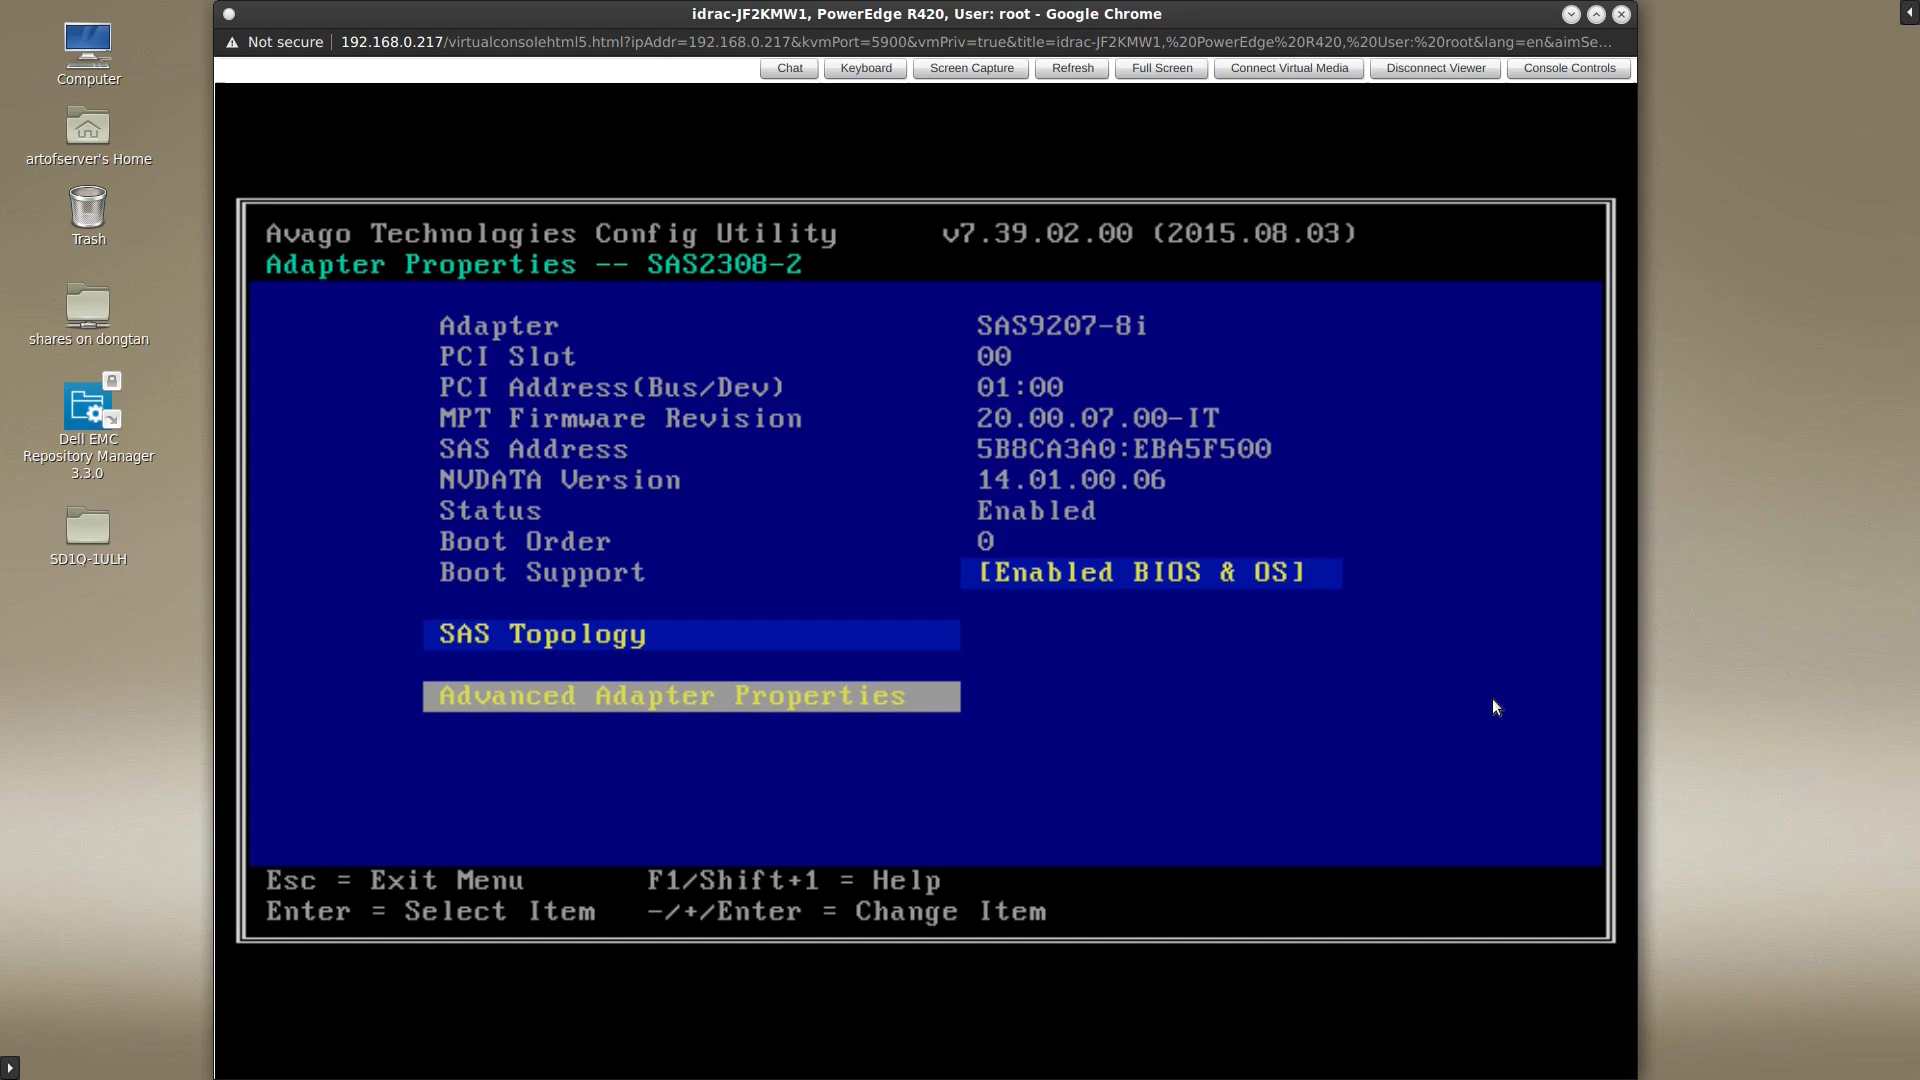 idrac-JF2KMW1, PowerEdge R420, User: root - Google Chrome
Not secure 192.168.0.217/virtualconsolehtml5.html?ipAddr=192.168.0.217&kvmPort=5900&vmPriv=true&title=idrac-JF2KMW1,%20PowerEdge%20R420,%20User:%20root&lang=en&aimSe...
Chat Keyboard Screen Capture Refresh Full Screen Connect Virtual Media Disconnect Viewer Console Controls
Computer
artofserver's Home
Trash
shares on dongtan
Dell EMC
Repository Manager
3.3.0
SD1Q-1ULH
Avago Technologies Config Utility v7.39.02.00 (2015.08.03)
Adapter Properties -- SAS2308-2
Adapter SAS9207-8i
PCI Slot 00
PCI Address(Bus/Dev) 01:00
MPT Firmware Revision 20.00.07.00-IT
SAS Address 5B8CA3A0:EBA5F500
NVDATA Version 14.01.00.06
Status Enabled
Boot Order 0
Boot Support [Enabled BIOS & OS]
SAS Topology
Advanced Adapter Properties
Esc = Exit Menu F1/Shift+1 = Help
Enter = Select Item -/+/Enter = Change Item